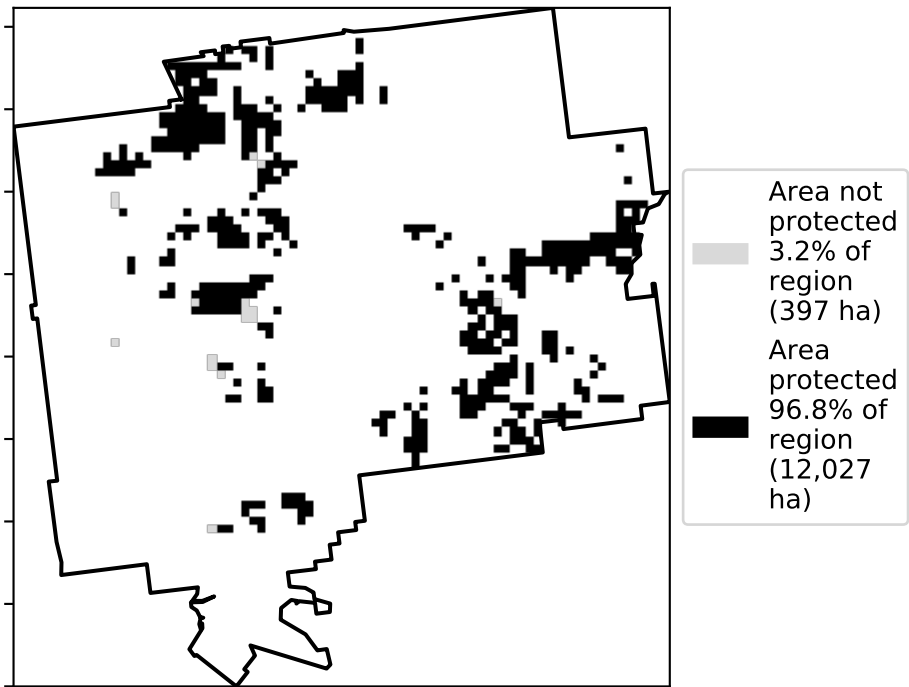 Area not
protected
3.2% of
region
(397 ha)
Area
protected
96.8% of
region
(12,027
ha)